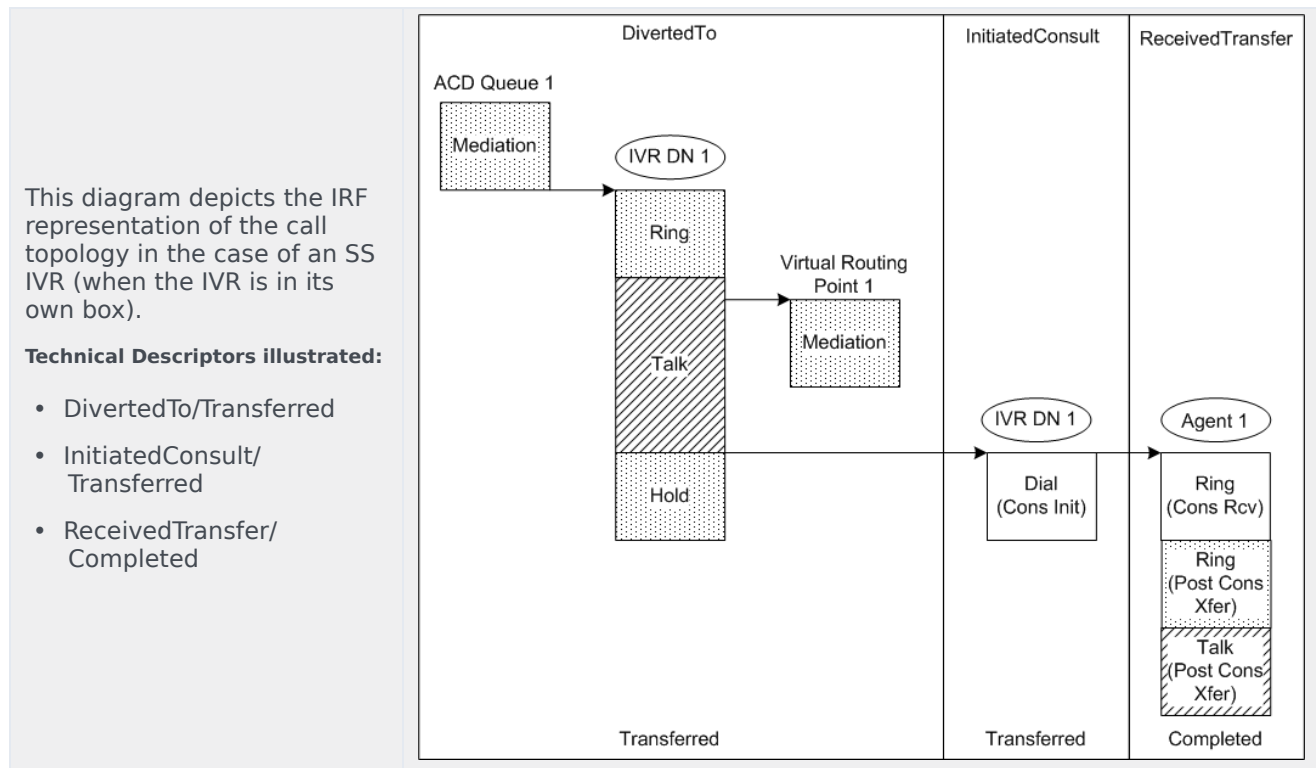 This diagram depicts the IRF
representation of the call
topology in the case of an SS
IVR (when the IVR is in its
own box).
Technical Descriptors illustrated:
• DivertedTo/Transferred
• InitiatedConsult/
Transferred
• ReceivedTransfer/
Completed
DivertedTo
InitiatedConsult
ReceivedTransfer
ACD Queue 1
Mediation
IVR DN 1
Ring
Virtual Routing
Point 1
Mediation
Talk
Hold
IVR DN 1
Dial
(Cons Init)
Agent 1
Ring
(Cons Rcv)
Ring
(Post Cons
Xfer)
Talk
(Post Cons
Xfer)
Transferred
Transferred
Completed